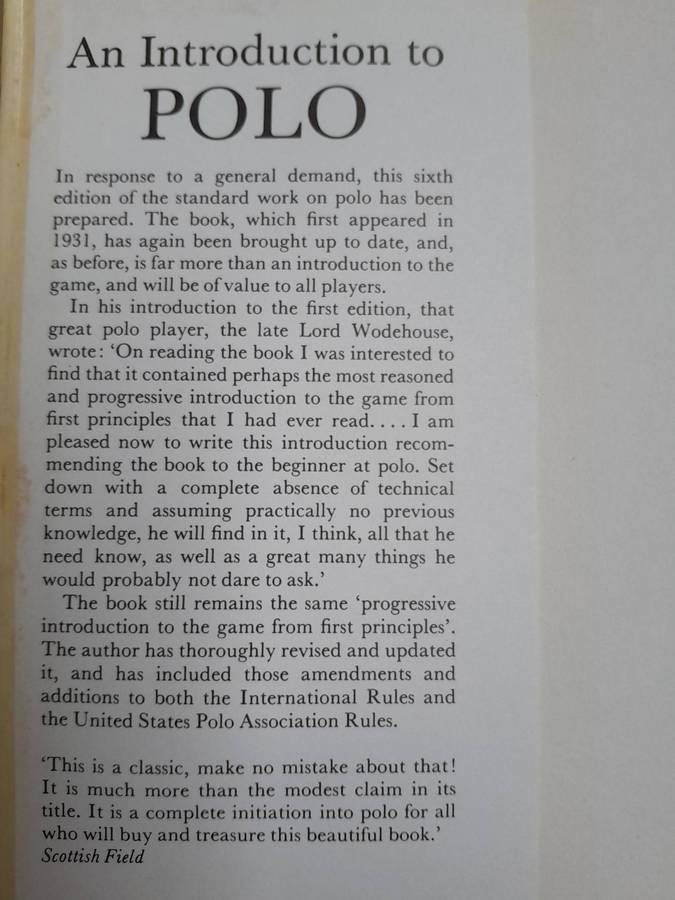 An Introduction to
POLO
In response to a general demand, this sixth
edition of the standard work on polo has been
prepared. The book, which first appeared in
1931, has again been brought up to date, and,
as before, is far more than an introduction to the
game, and will be of value to all players.
In his introduction to the first edition, that
great polo player, the late Lord Wodehouse,
wrote: ‘On reading the book I was interested to
find that it contained perhaps the most reasoned
and progressive introduction to the game from
first principles that I had ever read. . . . I am
pleased now to write this introduction recom-
mending the book to the beginner at polo. Set
down with a complete absence of technical
terms and assuming practically no previous
knowledge, he will find in it, I think, all that he
need know, as well as a great many things he
would probably not dare to ask.’
The book still remains the same ‘progressive
introduction to the game from first principles’.
The author has thoroughly revised and updated
it, and has included those amendments and
additions to both the International Rules and
the United States Polo Association Rules.
‘This is a classic, make no mistake about that!
It is much more than the modest claim in its
title. It is a complete initiation into polo for all
who will buy and treasure this beautiful book.’
Scottish Field